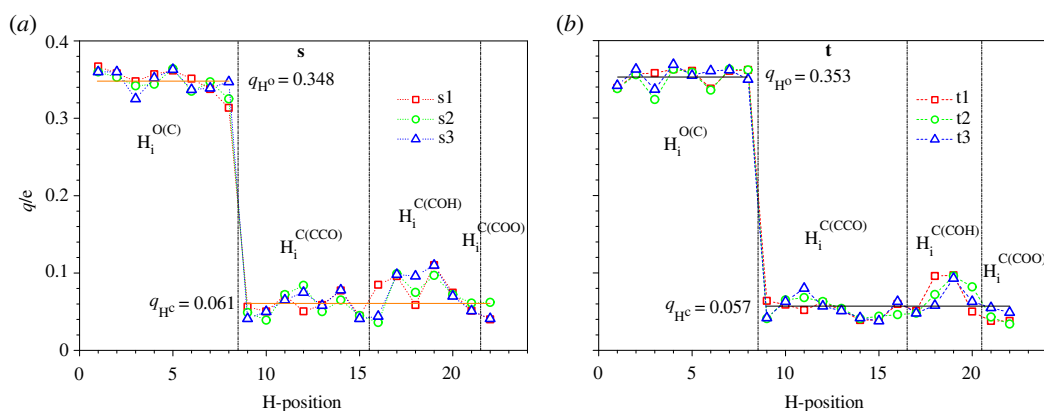 (a)
s
0.4
0.3
0.2
0.1
0
q/e
q_H^O = 0.348
s1
s2
s3
H_i^O(C)
H_i^C(CCO)
H_i^C(COH)
H_i^C(COO)
q_H^C = 0.061
0 5 10 15 20
H-position
(b)
t
q_H^O = 0.353
t1
t2
t3
H_i^O(C)
H_i^C(CCO)
H_i^C(COH)
H_i^C(COO)
q_H^C = 0.057
0 5 10 15 20
H-position